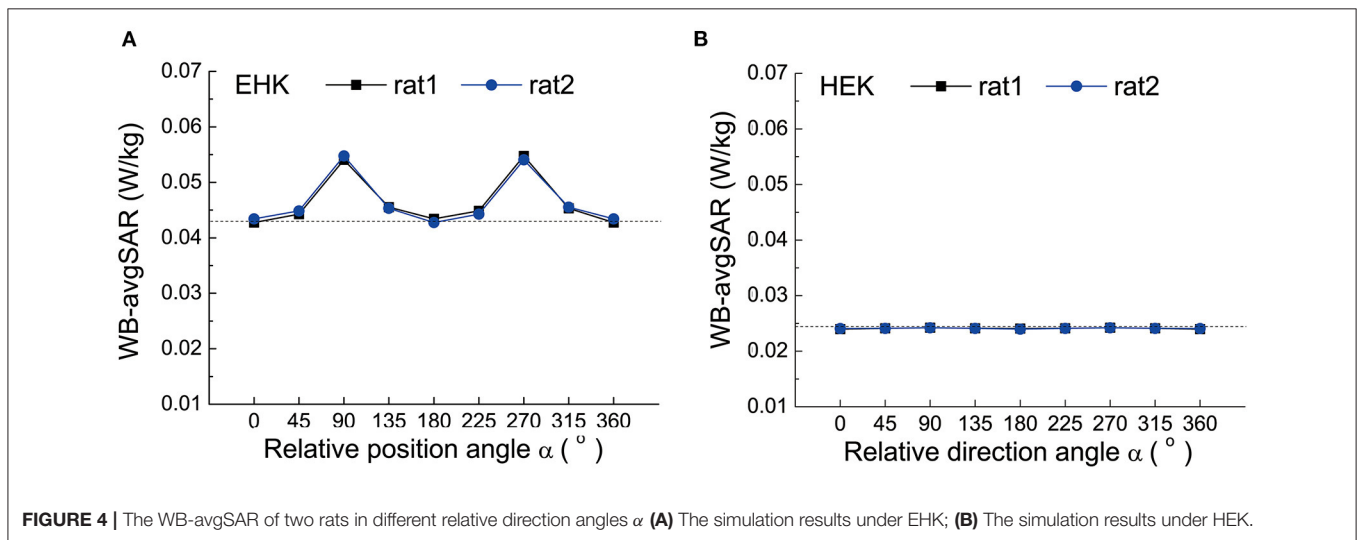 A
EHK rat1 rat2
WB-avgSAR (W/kg)
0.07
0.06
0.05
0.04
0.03
0.02
0.01
0 45 90 135 180 225 270 315 360
Relative position angle α ( ° )
B
HEK rat1 rat2
WB-avgSAR (W/kg)
0.07
0.06
0.05
0.04
0.03
0.02
0.01
0 45 90 135 180 225 270 315 360
Relative direction angle α ( ° )
FIGURE 4 | The WB-avgSAR of two rats in different relative direction angles α (A) The simulation results under EHK; (B) The simulation results under HEK.